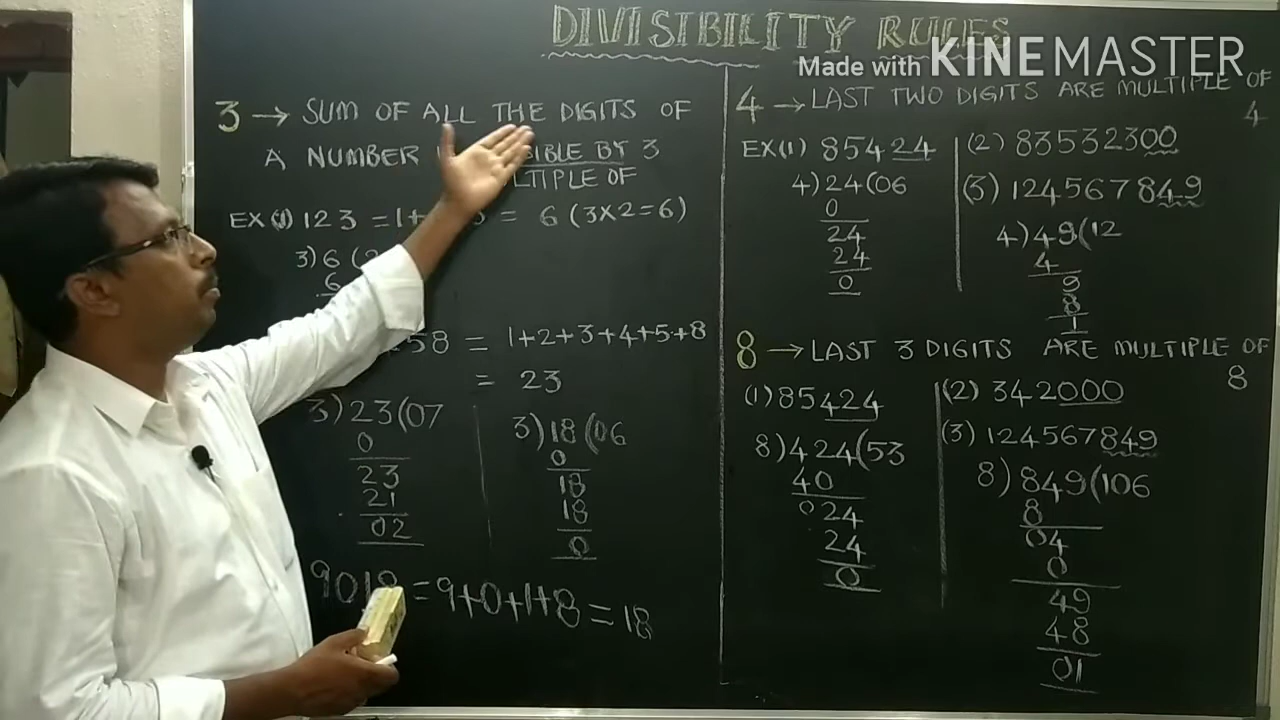 DIVISIBILITY RULES
Made with KINEMASTER
3 → SUM OF ALL THE DIGITS OF
A NUMBER BY 3
OF
EX (1) 123 = 1+ = 6 (3×2=6)
3) 6 (
6
58 = 1+2+3+4+5+8
= 23
3) 23 (07
0
23
21
02
3) 18 (06
0
18
18
0
9018 = 9+0+1+8 = 18
4 → LAST TWO DIGITS ARE MULTIPLE OF
4
EX (1) 85424
4) 24 (06
0
24
24
0
(2) 83532300
(3) 124567849
4) 49 (12
4
9
8
1
8 → LAST 3 DIGITS ARE MULTIPLE OF
8
(1) 85424
8) 424 (53
40
024
24
0
(2) 342000
(3) 124567849
8) 849 (106
8
04
0
49
48
01